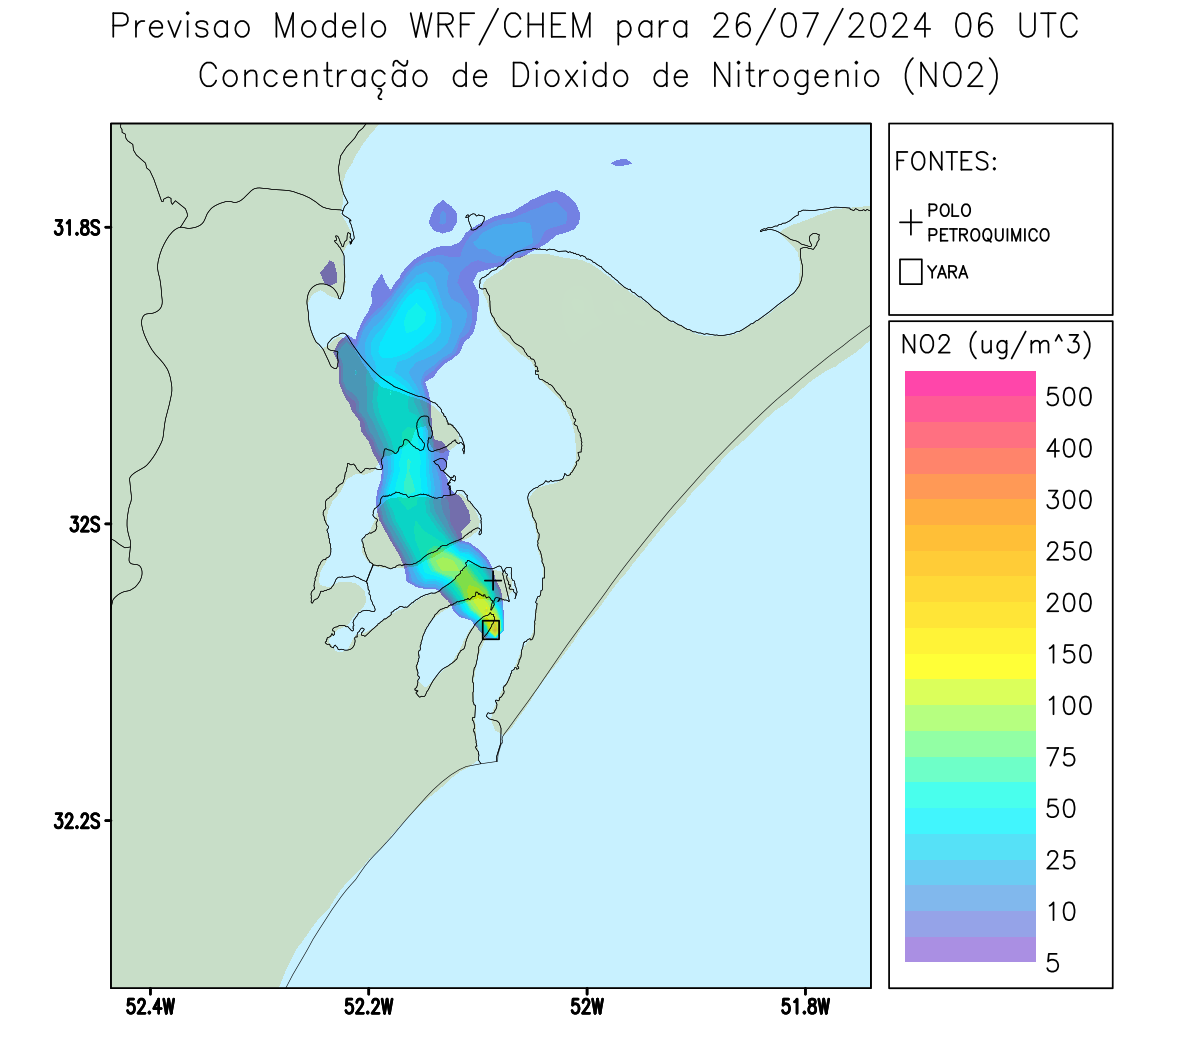 Previsao Modelo WRF/CHEM para 26/07/2024 06 UTC
Concentração de Dioxido de Nitrogenio (NO2)
FONTES:
POLO
PETROQUIMICO
YARA
NO2 (ug/m^3)
500
400
300
250
200
150
100
75
50
25
10
5
31.8S
32S
32.2S
52.4W
52.2W
52W
51.8W